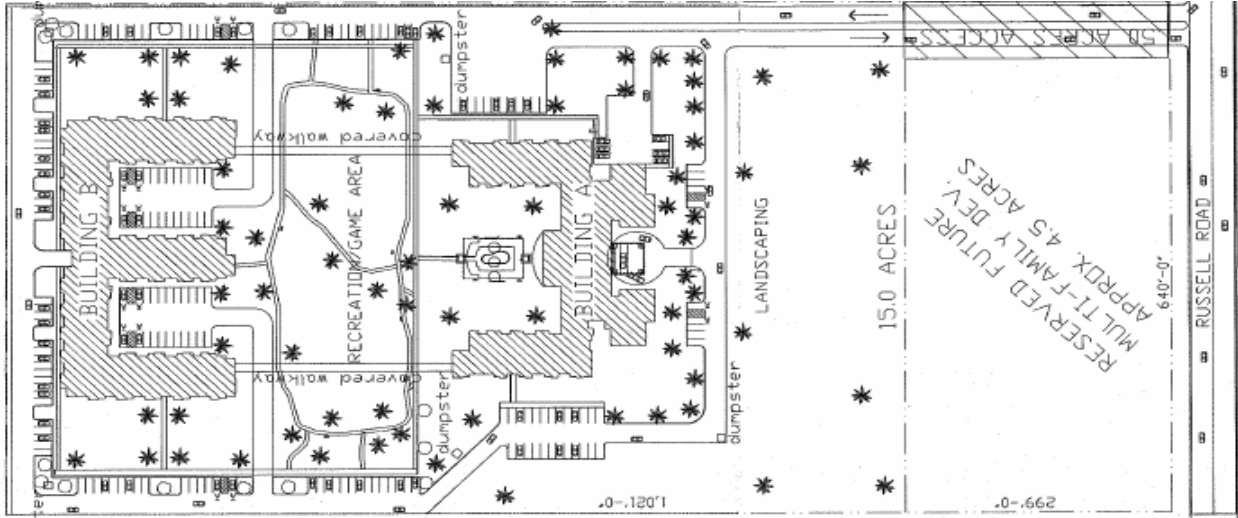 BUILDING B
covered walkway
covered walkway
RECREATION/GAME AREA
dumpster
dumpster
pool
BUILDING A
LANDSCAPING
dumpster
15.0 ACRES
50 ACRES ACCESS
RESERVED FUTURE
MULTI-FAMILY DEV.
APPROX. 4.5 ACRES
640'-0"
RUSSELL ROAD
1,021'-0"
299'-0"